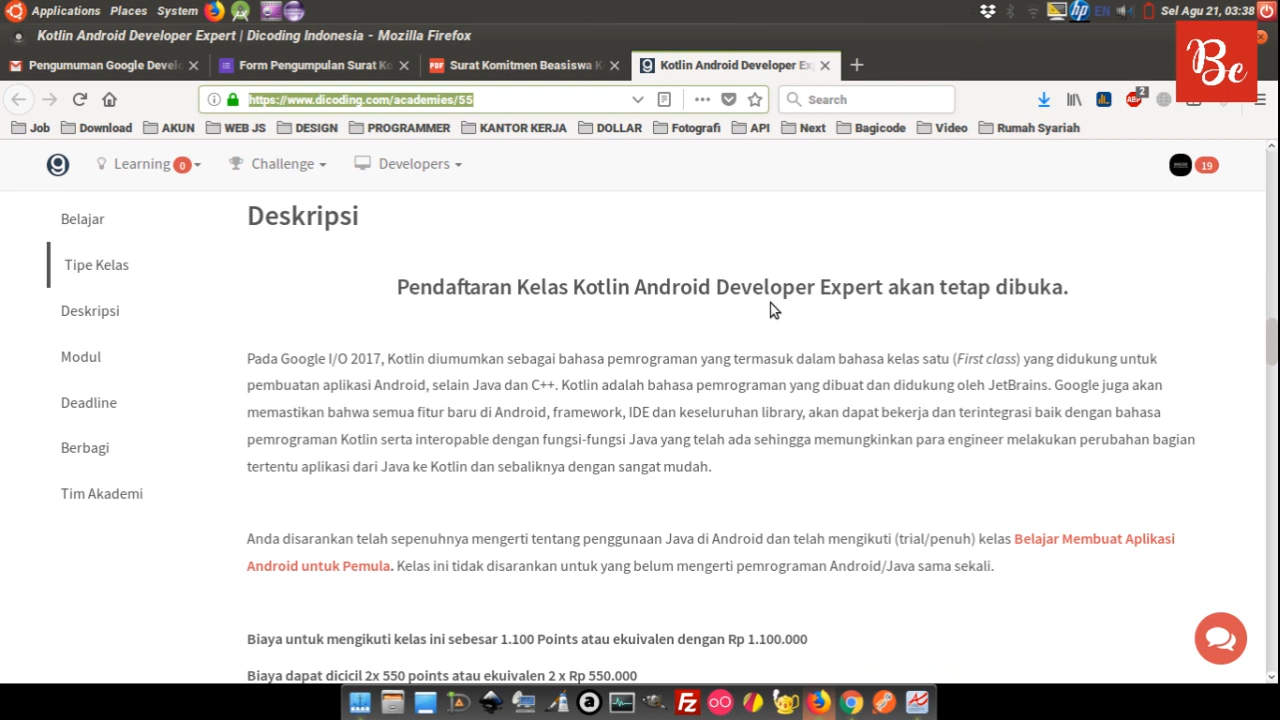 Applications Places System
EN Sel Agu 21, 03:38
Kotlin Android Developer Expert | Dicoding Indonesia - Mozilla Firefox
Be
Pengumuman Google Devel
Form Pengumpulan Surat Ko
PDF Surat Komitmen Beasiswa K
Kotlin Android Developer Exp
https://www.dicoding.com/academies/55
Search
ABP 2
Job Download AKUN WEB JS DESIGN PROGRAMMER KANTOR KERJA DOLLAR Fotografi API Next Bagicode Video Rumah Syariah
Learning 0 Challenge Developers 19
Belajar
Tipe Kelas
Deskripsi
Modul
Deadline
Berbagi
Tim Akademi
Deskripsi
Pendaftaran Kelas Kotlin Android Developer Expert akan tetap dibuka.
Pada Google I/O 2017, Kotlin diumumkan sebagai bahasa pemrograman yang termasuk dalam bahasa kelas satu (First class) yang didukung untuk
pembuatan aplikasi Android, selain Java dan C++. Kotlin adalah bahasa pemrograman yang dibuat dan didukung oleh JetBrains. Google juga akan
memastikan bahwa semua fitur baru di Android, framework, IDE dan keseluruhan library, akan dapat bekerja dan terintegrasi baik dengan bahasa
pemrograman Kotlin serta interopable dengan fungsi-fungsi Java yang telah ada sehingga memungkinkan para engineer melakukan perubahan bagian
tertentu aplikasi dari Java ke Kotlin dan sebaliknya dengan sangat mudah.
Anda disarankan telah sepenuhnya mengerti tentang penggunaan Java di Android dan telah mengikuti (trial/penuh) kelas Belajar Membuat Aplikasi
Android untuk Pemula. Kelas ini tidak disarankan untuk yang belum mengerti pemrograman Android/Java sama sekali.
Biaya untuk mengikuti kelas ini sebesar 1.100 Points atau ekuivalen dengan Rp 1.100.000
Biaya dapat dicicil 2x 550 points atau ekuivalen 2 x Rp 550.000